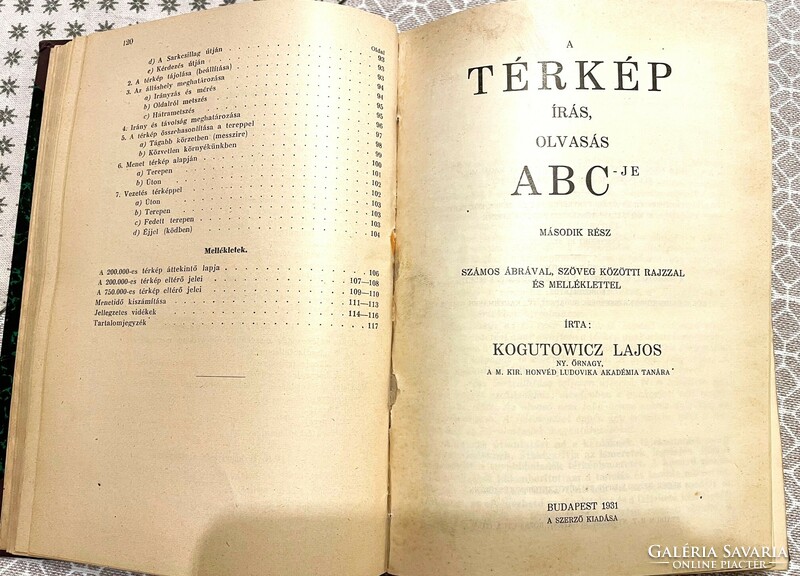 120
Oldal
d) A Sarkcsillag útján 93
e) Kérdezés útján 93
2. A térkép tájolása (beállítása) 93
3. Az álláshely meghatározása 94
a) Irányzás és mérés 94
b) Oldalról metszés 94
c) Hátrametszés 95
4. Irány és távolság meghatározása 96
5. A térkép összehasonlítása a tereppel 97
a) Tágabb körzetben (messzire) 98
b) Közvetlen környékünkben 99
6. Menet térkép alapján 100
a) Terepen 101
b) Úton 102
7. Vezetés térképpel 102
a) Úton 103
b) Terepen 103
c) Fedett terepen 103
d) Éjjel (ködben) 104
Mellékletek.
A 200.000-es térkép áttekintő lapja 106
A 200.000-es térkép eltérő jelei 107—108
A 750.000-es térkép eltérő jelei 109—110
Menetidő kiszámítása 111—113
Jellegzetes vidékek 114—116
Tartalomjegyzék 117
A
TÉRKÉP
ÍRÁS,
OLVASÁS
ABC-JE
MÁSODIK RÉSZ
SZÁMOS ÁBRÁVAL, SZÖVEG KÖZÖTTI RAJZZAL
ÉS MELLÉKLETTEL
ÍRTA:
KOGUTOWICZ LAJOS
NY. ŐRNAGY,
A M. KIR. HONVÉD LUDOVIKA AKADÉMIA TANÁRA
BUDAPEST 1931
A SZERZŐ KIADÁSA
GALÉRIA SAVARIA
ONLINE PIACTÉR